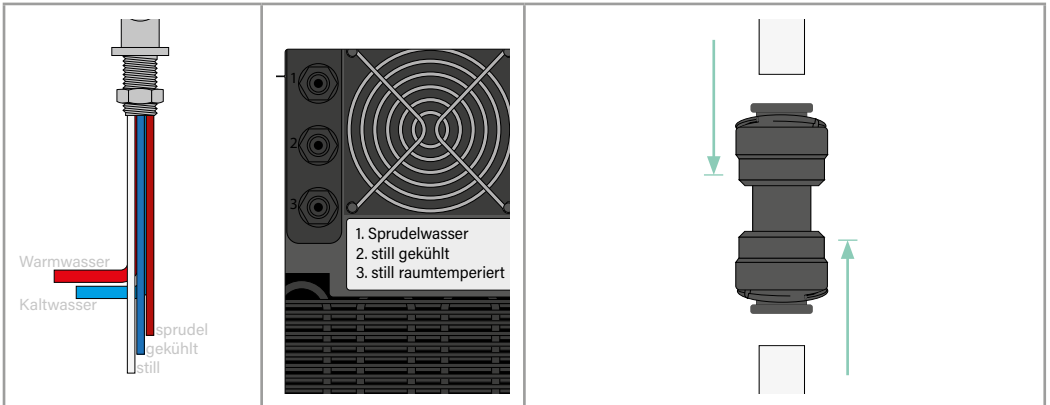 Warmwasser
Kaltwasser
sprudel
gekühlt
still
1
2
3
1. Sprudelwasser
2. still gekühlt
3. still raumtemperiert